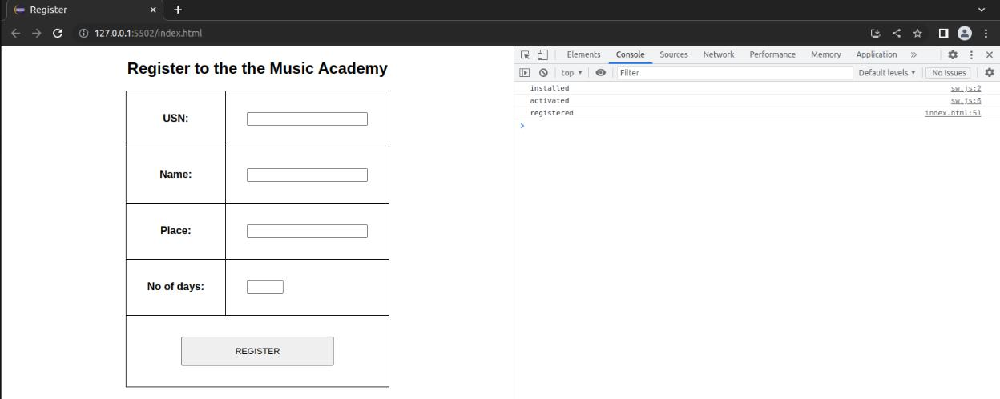 Register
127.0.0.1:5502/index.html
Register to the the Music Academy
USN:
Name:
Place:
No of days:
REGISTER
Elements Console Sources Network Performance Memory Application »
top ▼ Filter Default levels ▼ No Issues
installed sw.js:2
activated sw.js:6
registered index.html:51
>